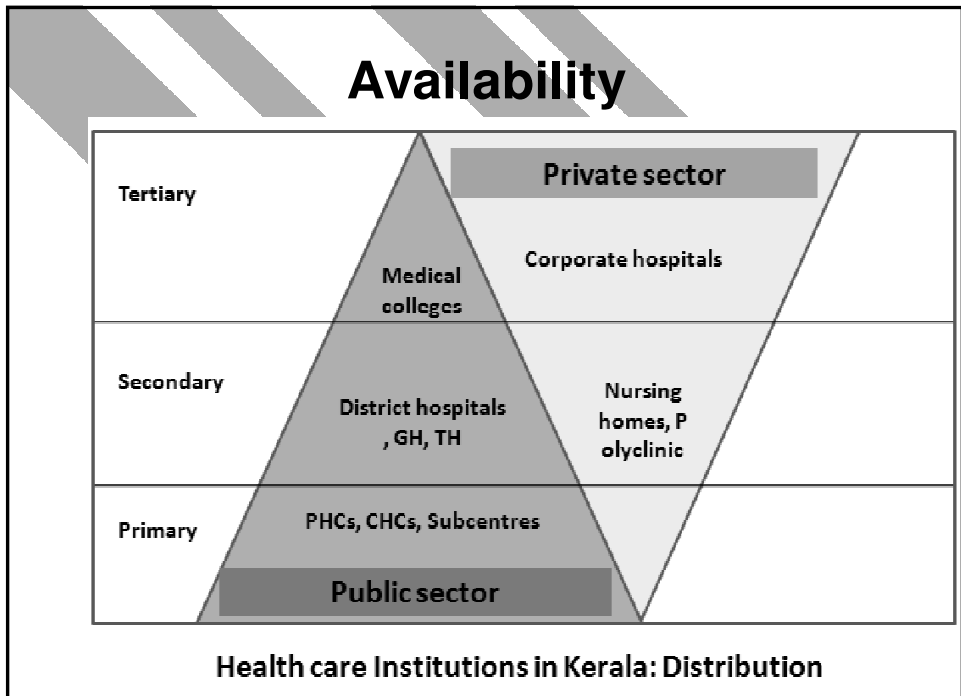 Availability
Tertiary
Private sector
Corporate hospitals
Medical
colleges
Secondary
District hospitals
, GH, TH
Nursing
homes, P
olyclinic
Primary
PHCs, CHCs, Subcentres
Public sector
Health care Institutions in Kerala: Distribution